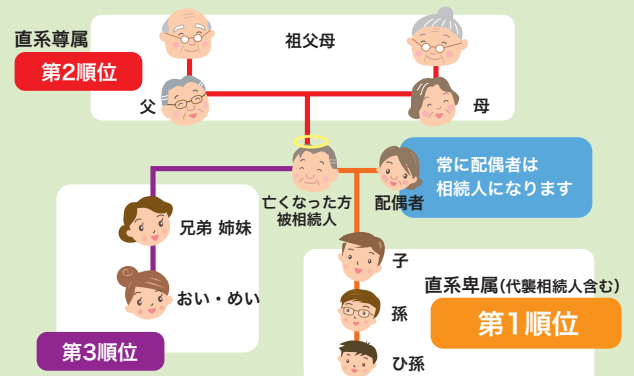 直系尊属
第2順位
祖父母
父
母
常に配偶者は
相続人になります
亡くなった方
被相続人
配偶者
兄弟 姉妹
おい・めい
第3順位
子
直系卑属(代襲相続人含む)
第1順位
孫
ひ孫